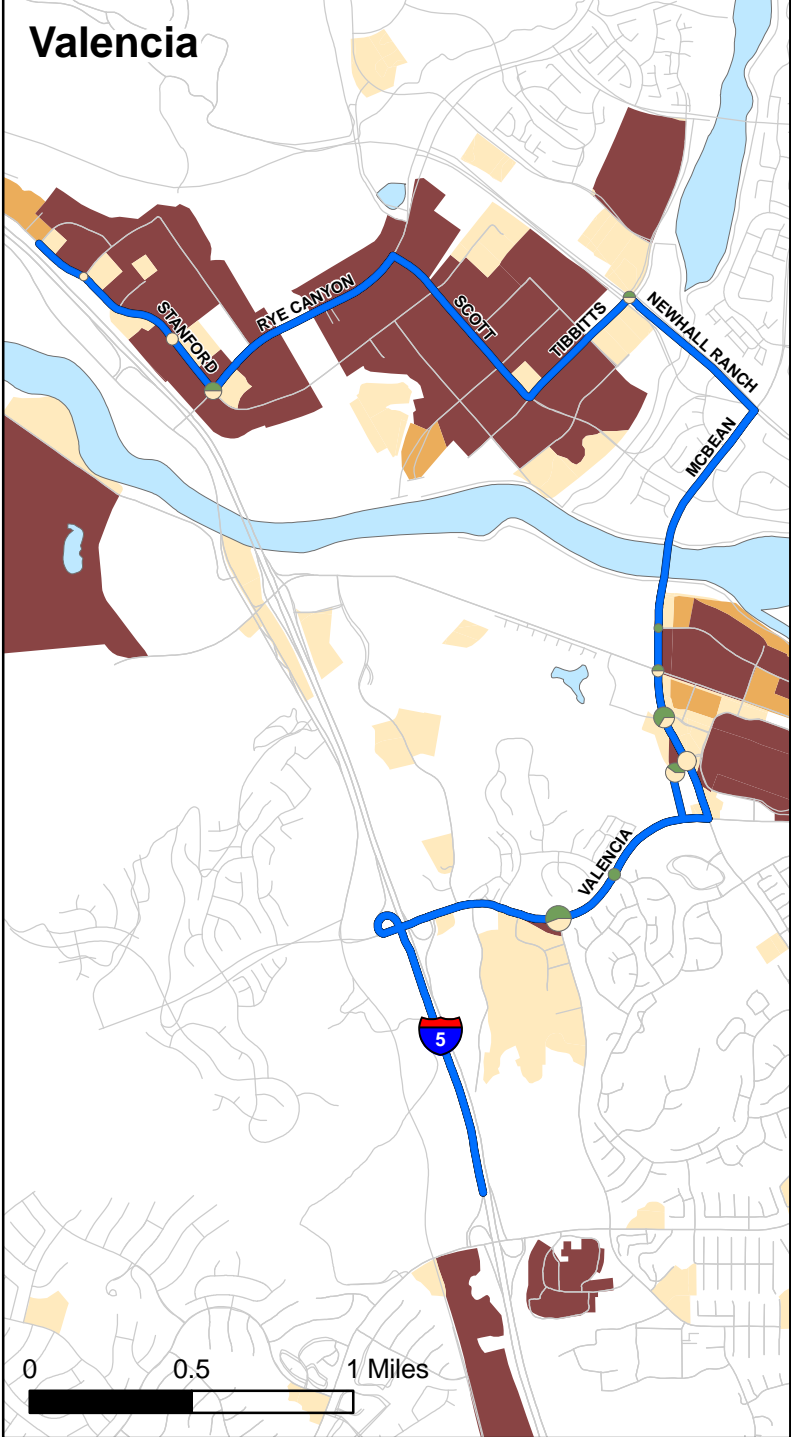 Valencia
STANFORD
RYE CANYON
SCOTT
TIBBITTS
NEWHALL RANCH
MCBEAN
VALENCIA
5
0 0.5 1 Miles